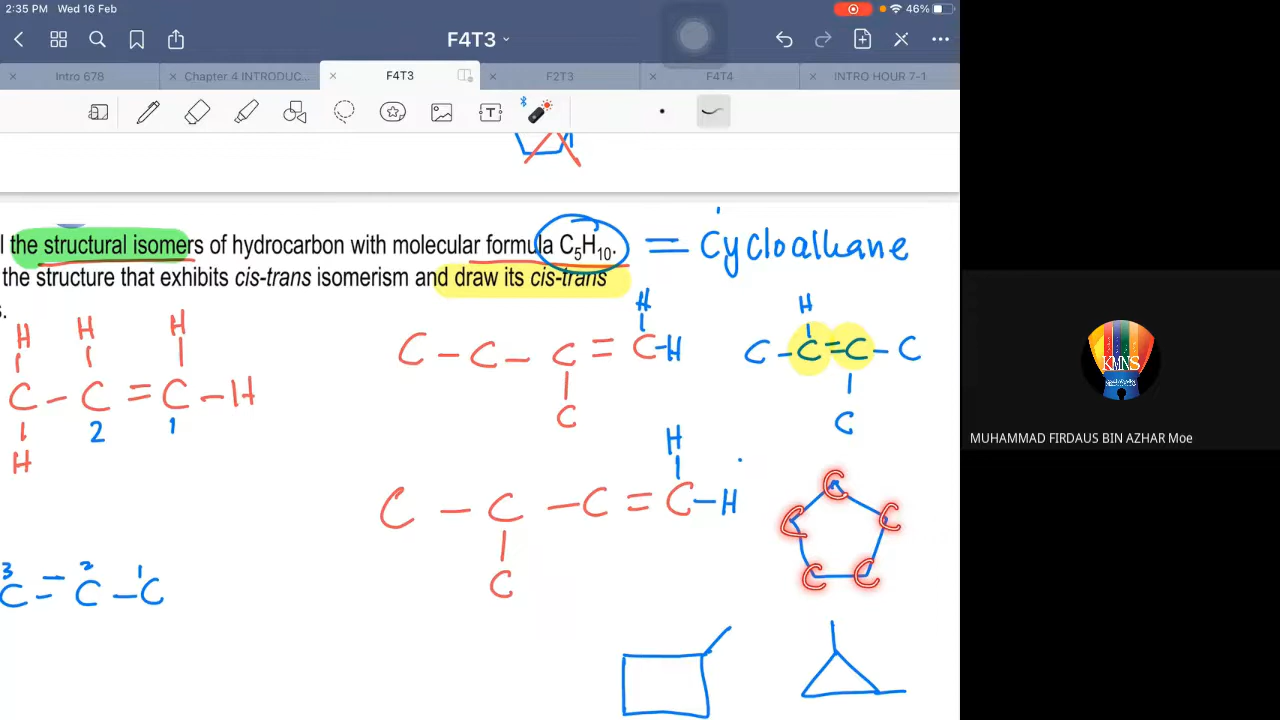 2:35 PM Wed 16 Feb
46%
F4T3
Intro 678
Chapter 4 INTRODUC...
F4T3
F2T3
F4T4
INTRO HOUR 7-1
l the structural isomers of hydrocarbon with molecular formula C5H10. = Cycloalkane
the structure that exhibits cis-trans isomerism and draw its cis-trans
s.
H H H
C - C = C - H
2 1
H
H
C - C - C = C - H
C
H
C - C = C - C
C
H
C - C - C = C - H
C
C
C C
C C
3 2 1
C = C - C
KMNS
MUHAMMAD FIRDAUS BIN AZHAR Moe